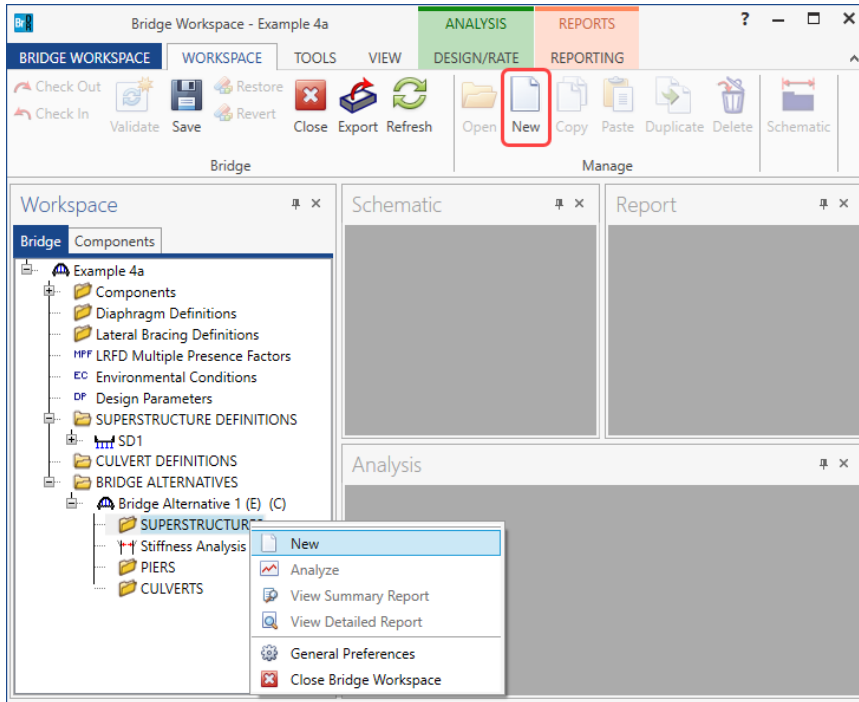 Br R
Bridge Workspace - Example 4a
ANALYSIS
REPORTS
?
BRIDGE WORKSPACE
WORKSPACE
TOOLS
VIEW
DESIGN/RATE
REPORTING
Check Out
Check In
Validate
Save
Restore
Revert
Close
Export
Refresh
Open
New
Copy
Paste
Duplicate
Delete
Schematic
Bridge
Manage
Workspace
Bridge
Components
Example 4a
Components
Diaphragm Definitions
Lateral Bracing Definitions
MPF LRFD Multiple Presence Factors
EC Environmental Conditions
DP Design Parameters
SUPERSTRUCTURE DEFINITIONS
SD1
CULVERT DEFINITIONS
BRIDGE ALTERNATIVES
Bridge Alternative 1 (E) (C)
SUPERSTRUCTURES
Stiffness Analysis
PIERS
CULVERTS
New
Analyze
View Summary Report
View Detailed Report
General Preferences
Close Bridge Workspace
Schematic
Report
Analysis